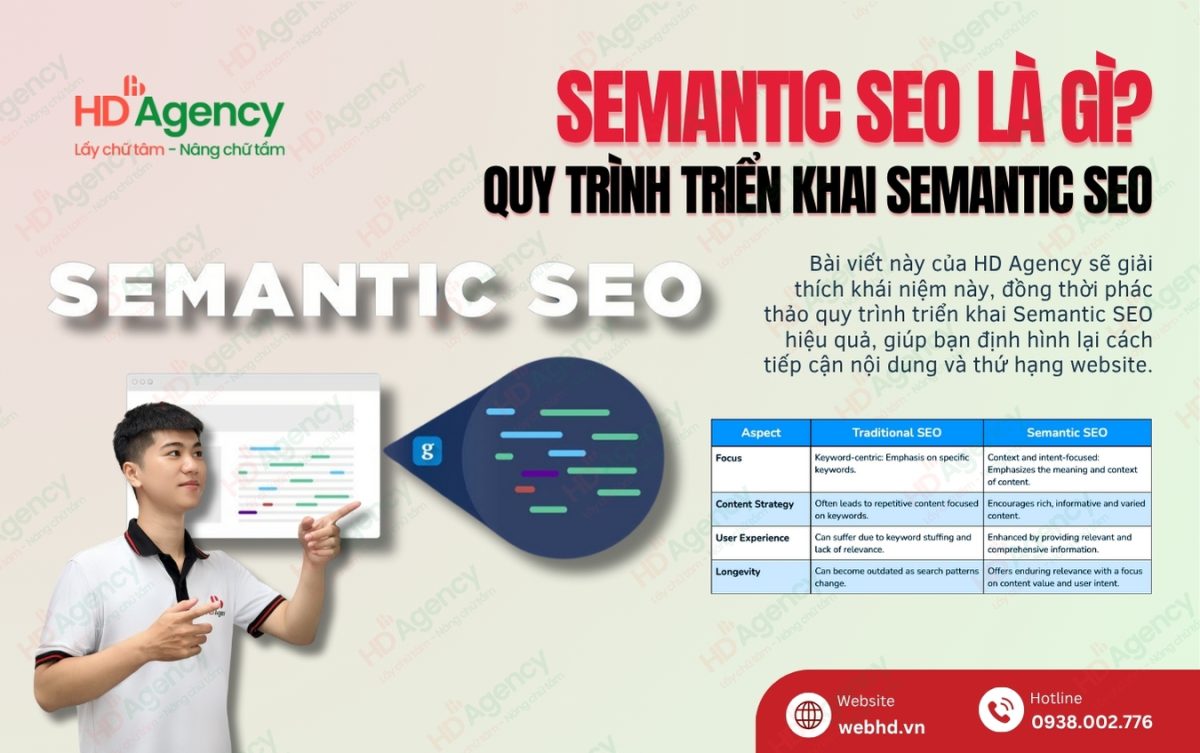 HD Agency
Lấy chữ tâm - Nâng chữ tầm
SEMANTIC SEO LÀ GÌ?
QUY TRÌNH TRIỂN KHAI SEMANTIC SEO
SEMANTIC SEO
Bài viết này của HD Agency sẽ giải
thích khái niệm này, đồng thời phác
thảo quy trình triển khai Semantic SEO
hiệu quả, giúp bạn định hình lại cách
tiếp cận nội dung và thứ hạng website.
g
Aspect Traditional SEO Semantic SEO
Focus Keyword-centric: Emphasis on specific Context and intent-focused:
keywords. Emphasizes the meaning and context
of content.
Content Strategy Often leads to repetitive content focused Encourages rich, informative and varied
on keywords. content.
User Experience Can suffer due to keyword stuffing and Enhanced by providing relevant and
lack of relevance. comprehensive information.
Longevity Can become outdated as search patterns Offers enduring relevance with a focus
change. on content value and user intent.
Website
webhd.vn
Hotline
0938.002.776